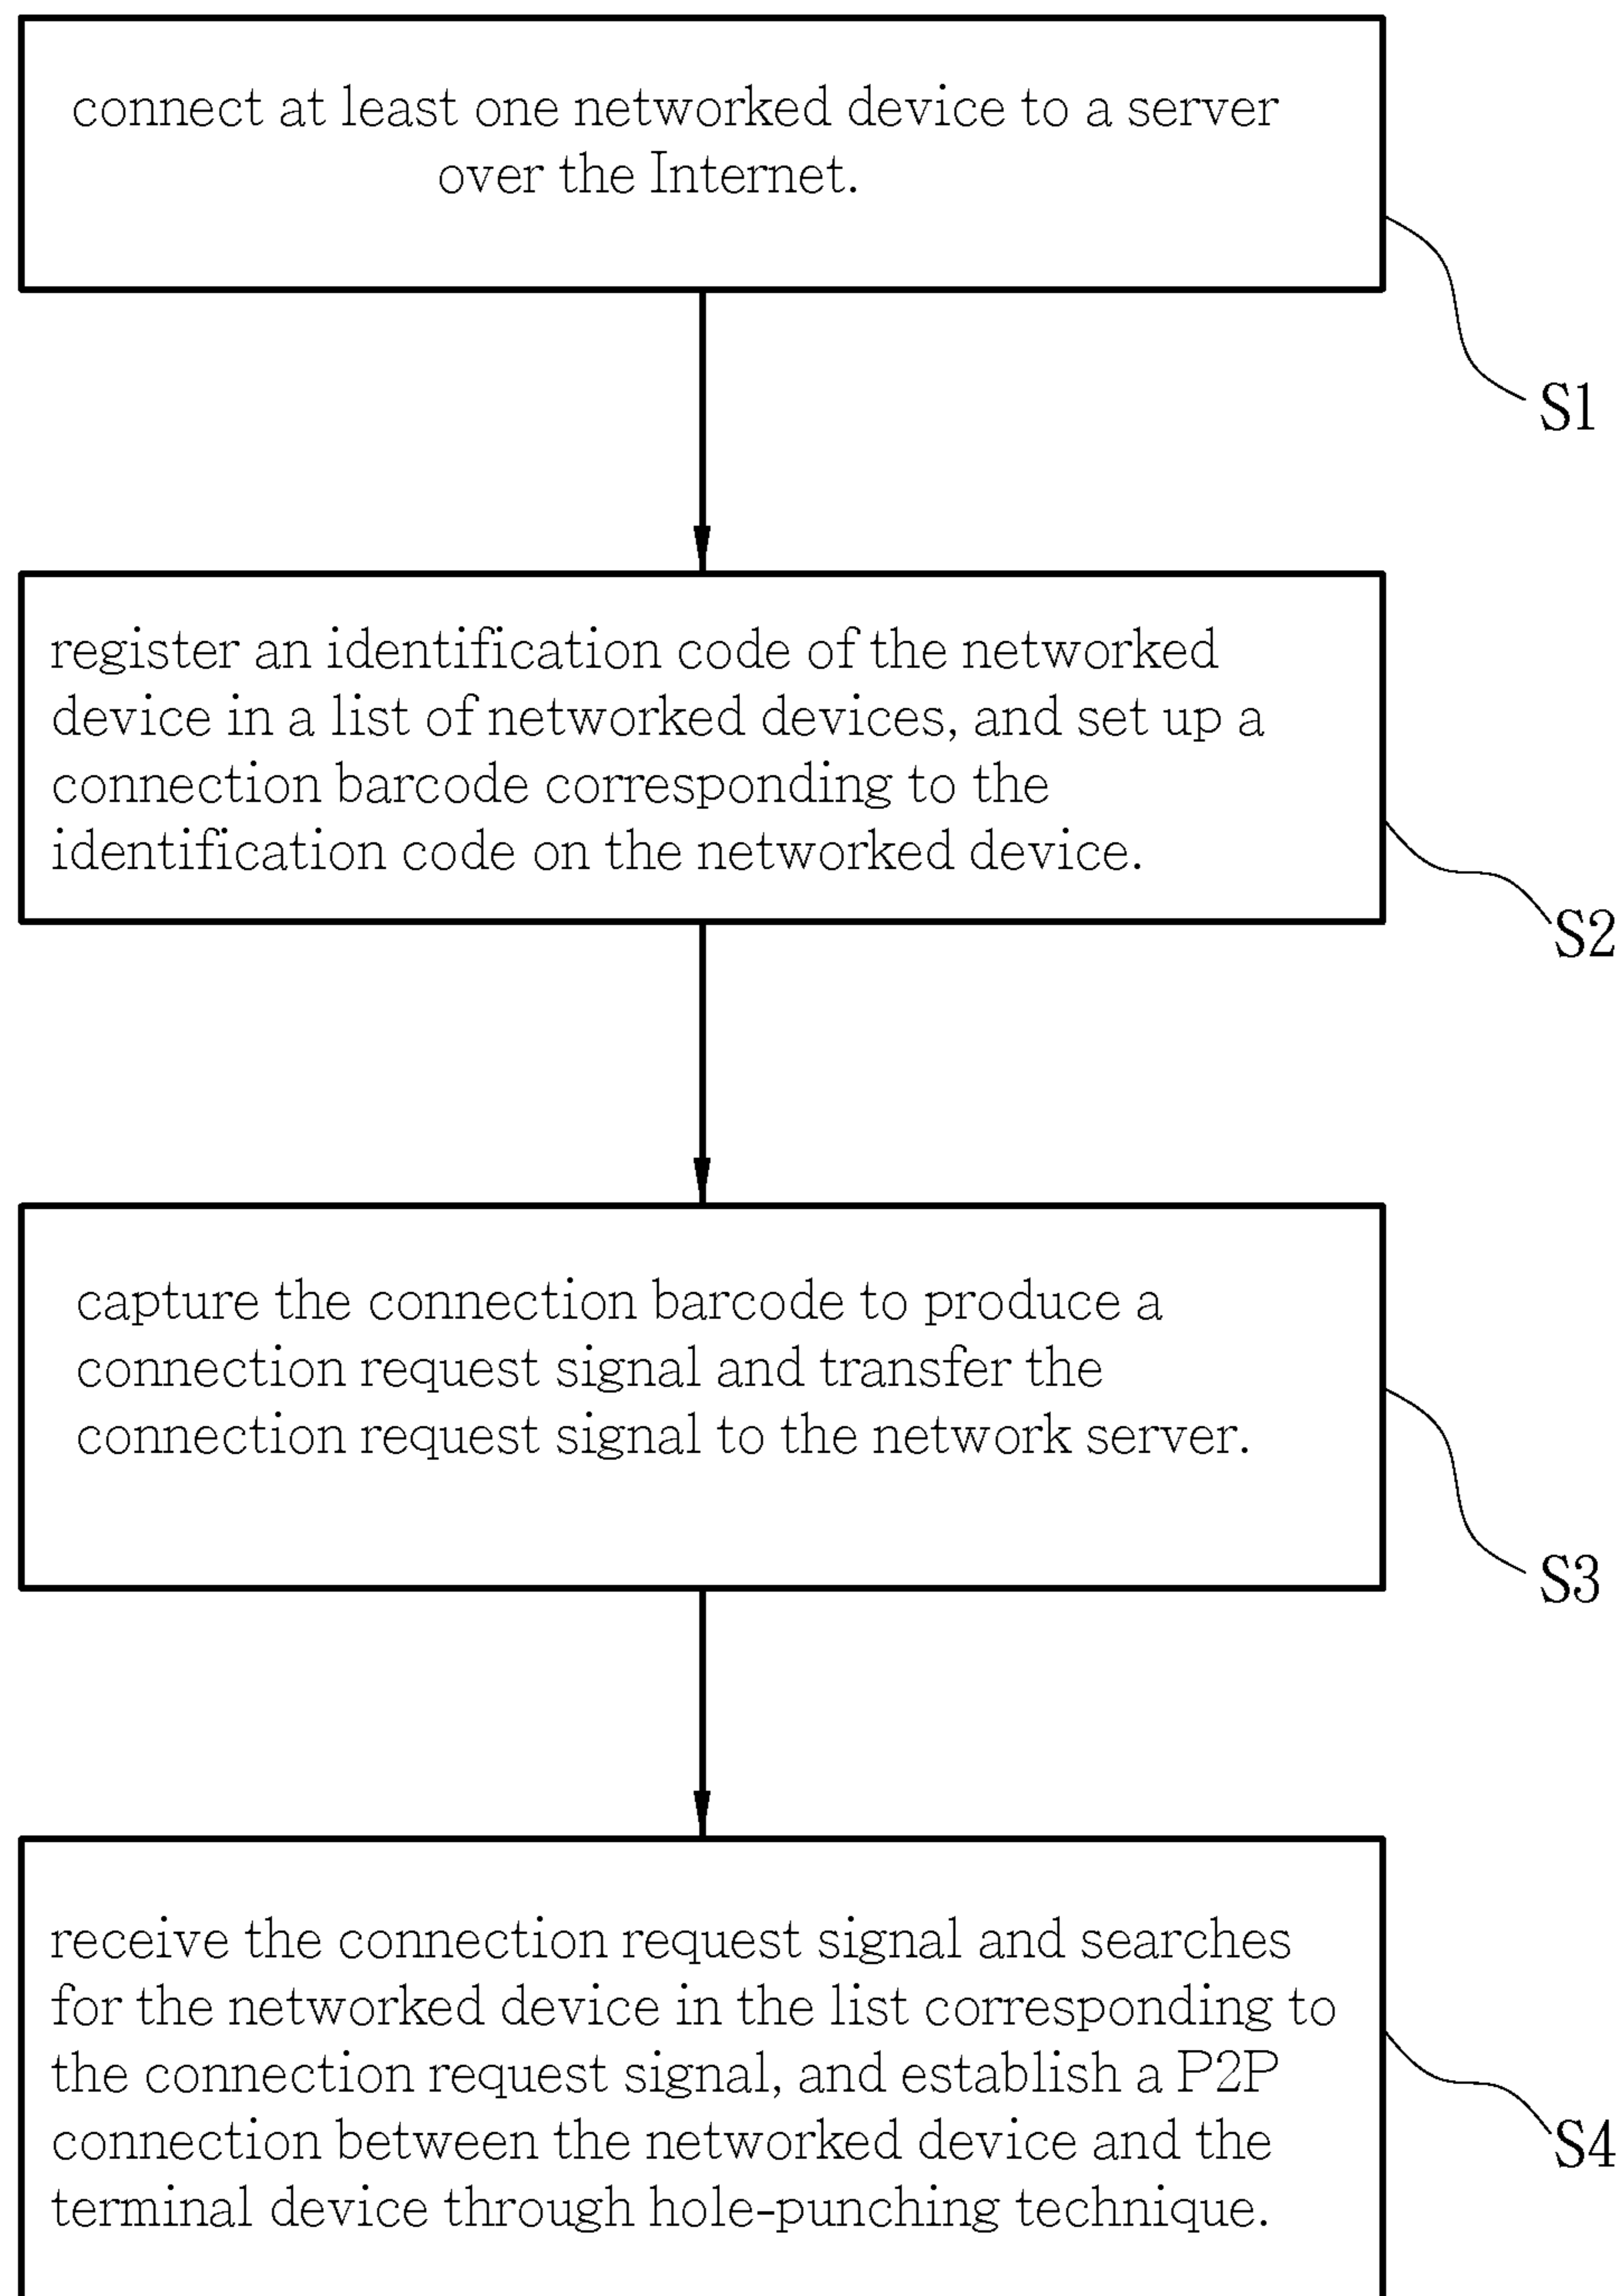 connect at least one networked device to a server
over the Internet.
S1
register an identification code of the networked
device in a list of networked devices, and set up a
connection barcode corresponding to the
identification code on the networked device.
S2
capture the connection barcode to produce a
connection request signal and transfer the
connection request signal to the network server.
S3
receive the connection request signal and searches
for the networked device in the list corresponding to
the connection request signal, and establish a P2P
connection between the networked device and the
terminal device through hole-punching technique.
S4